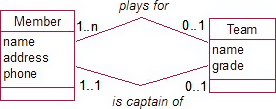 plays for
Member
name
address
phone
1..n
0..1
Team
name
grade
1..1
0..1
is captain of